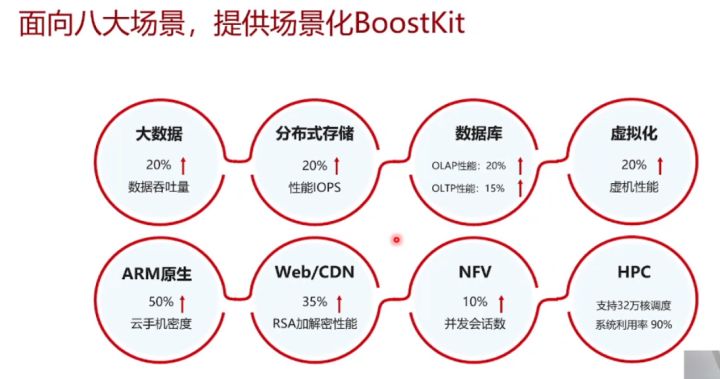 面向八大场景，提供场景化BoostKit
大数据
20% ↑
数据吞吐量
分布式存储
20% ↑
性能IOPS
数据库
OLAP性能：20% ↑
OLTP性能：15% ↑
虚拟化
20% ↑
虚机性能
ARM原生
50% ↑
云手机密度
Web/CDN
35% ↑
RSA加解密性能
NFV
10% ↑
并发会话数
HPC
支持32万核调度
系统利用率 90%